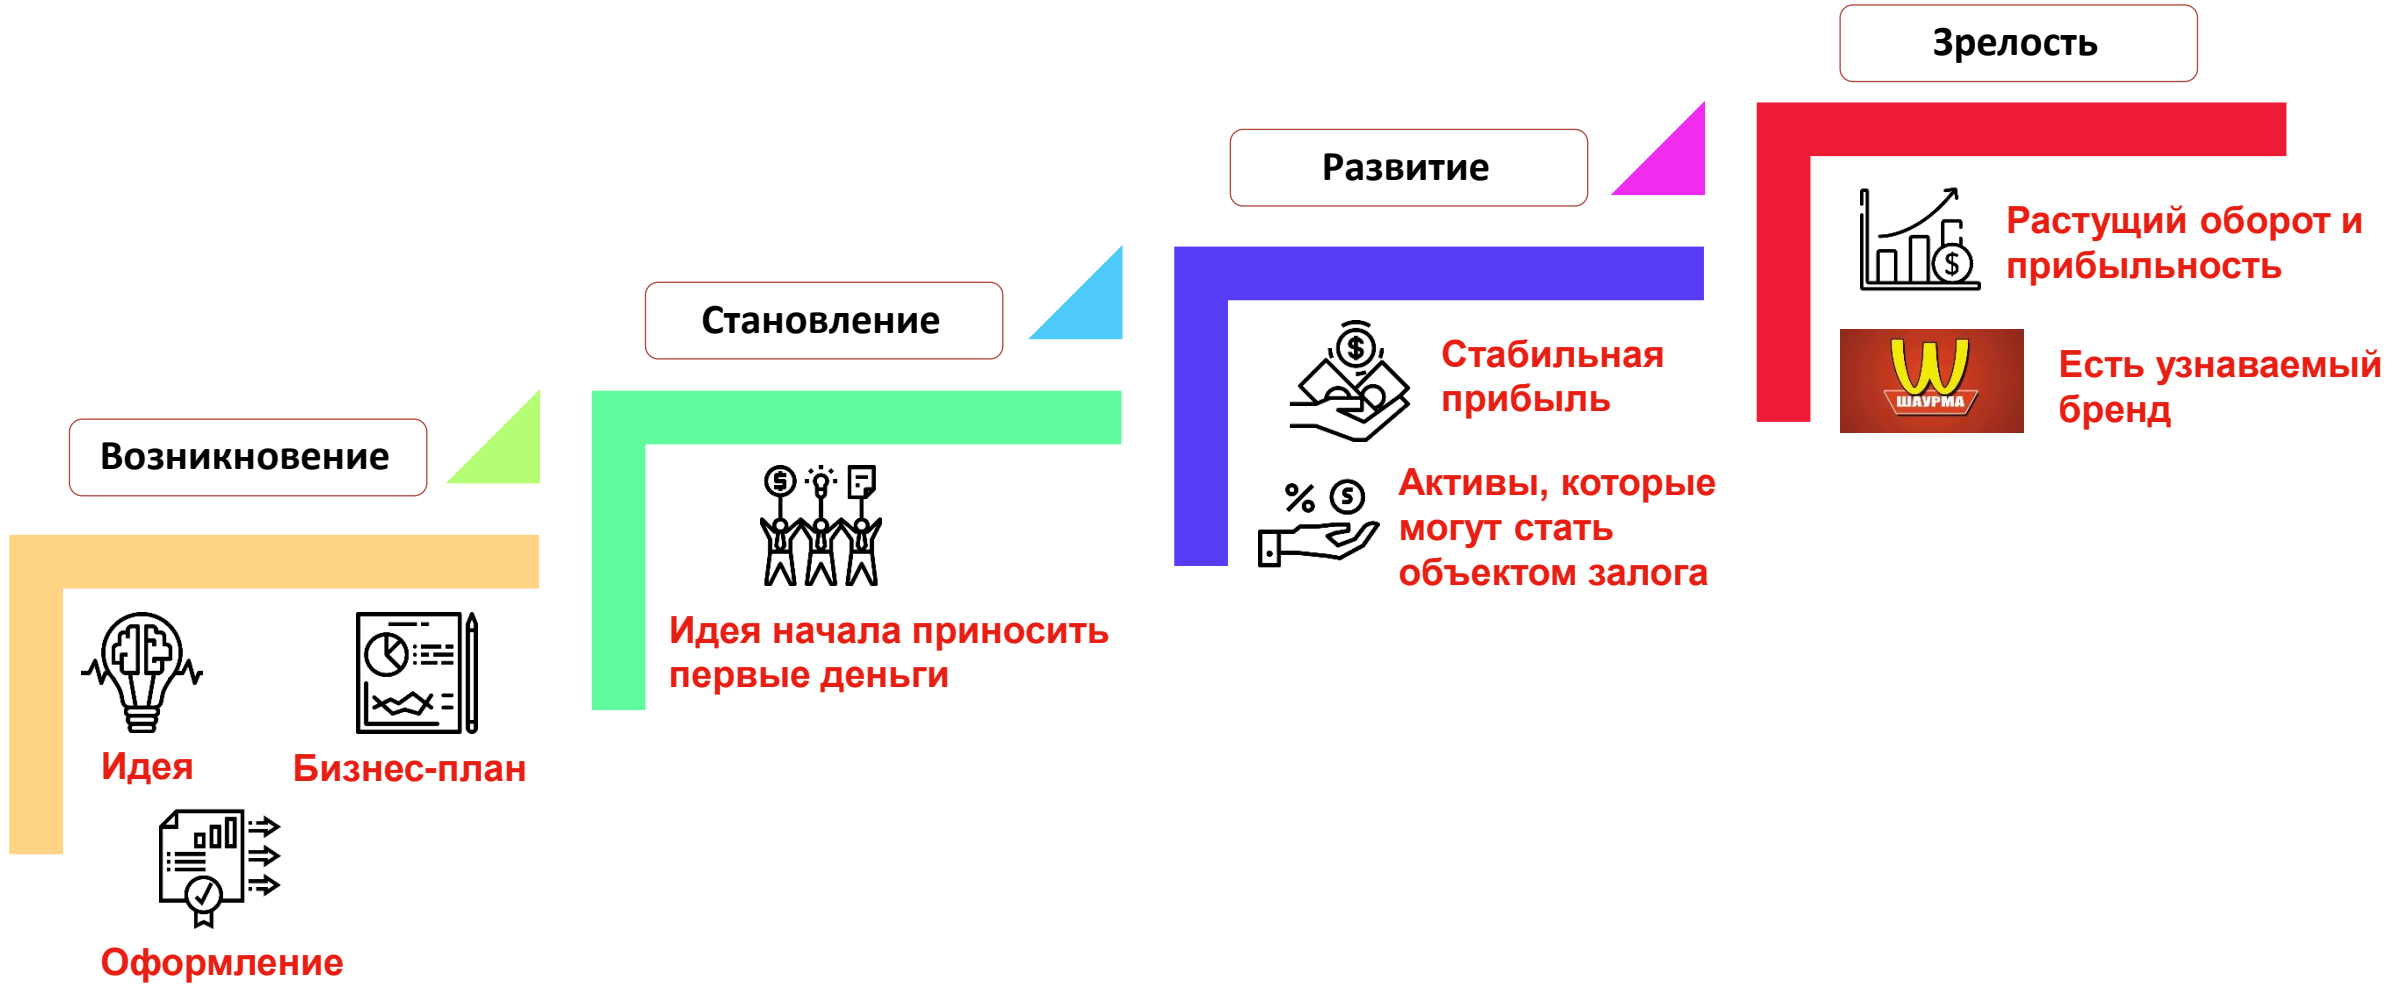 Возникновение
Идея
Бизнес-план
Оформление
Становление
Идея начала приносить
первые деньги
Развитие
Стабильная
прибыль
Активы, которые
могут стать
объектом залога
Зрелость
Растущий оборот и
прибыльность
ШАУРМА
Есть узнаваемый
бренд